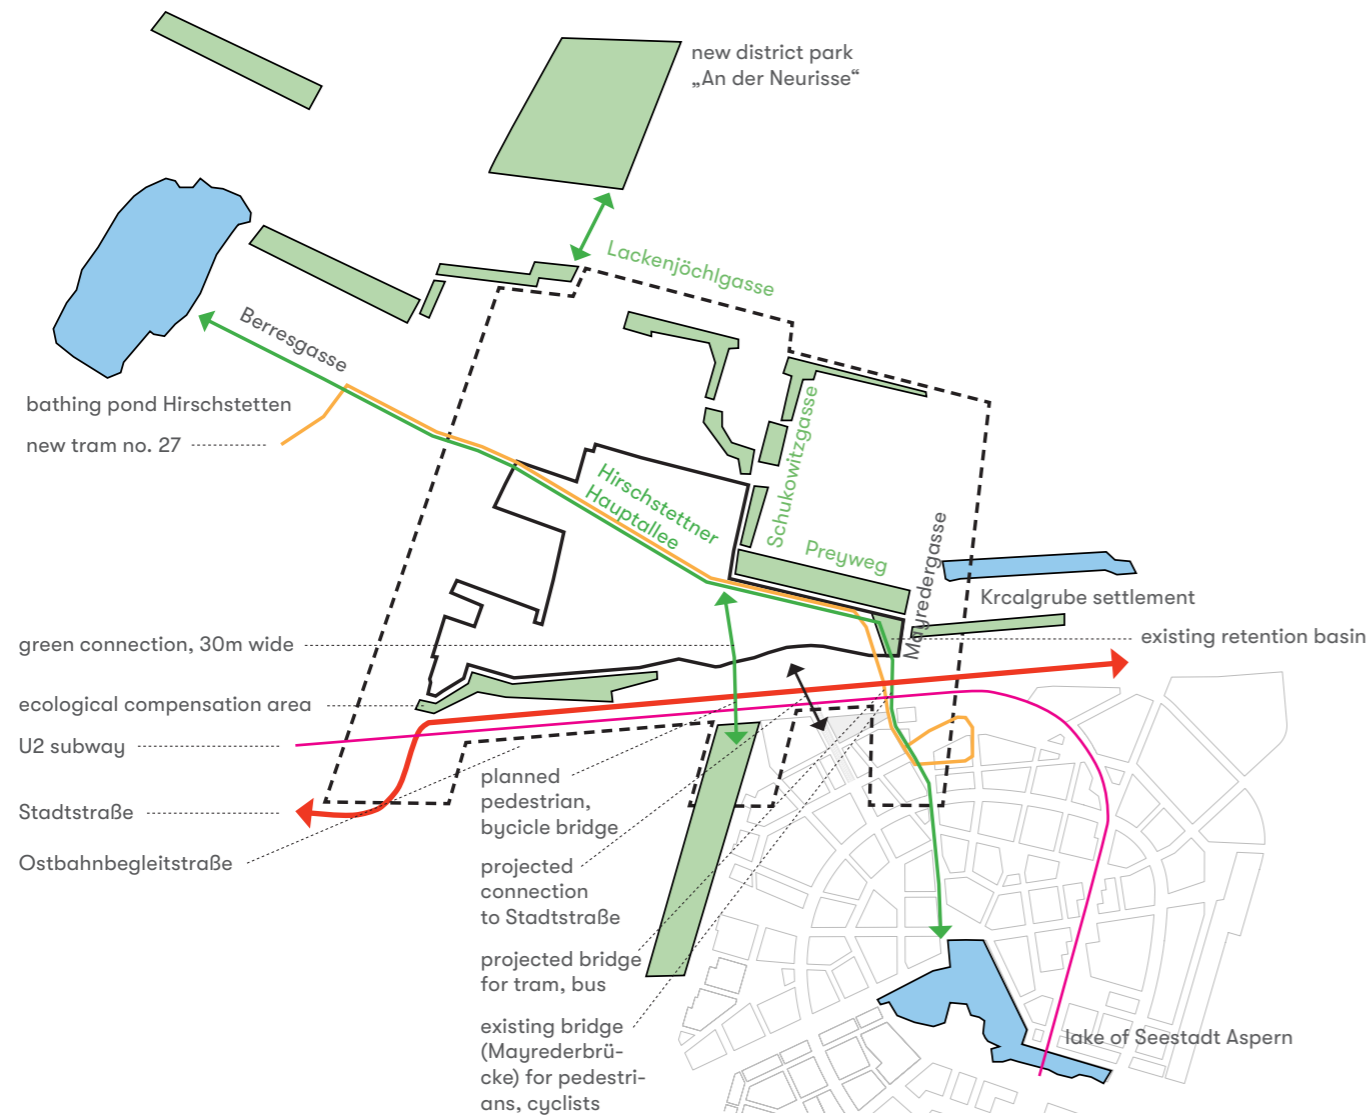 new district park
„An der Neurisse“
Lackenjöchlgasse
Berresgasse
bathing pond Hirschstetten
new tram no. 27
Hirschstettner
Hauptallee
Schukowitzgasse
Preyweg
Mayredergasse
Krcalgrube settlement
existing retention basin
green connection, 30m wide
ecological compensation area
U2 subway
Stadtstraße
Ostbahnbegleitstraße
planned
pedestrian,
bycicle bridge
projected
connection
to Stadtstraße
projected bridge
for tram, bus
existing bridge
(Mayrederbrü-
cke) for pedestri-
ans, cyclists
lake of Seestadt Aspern